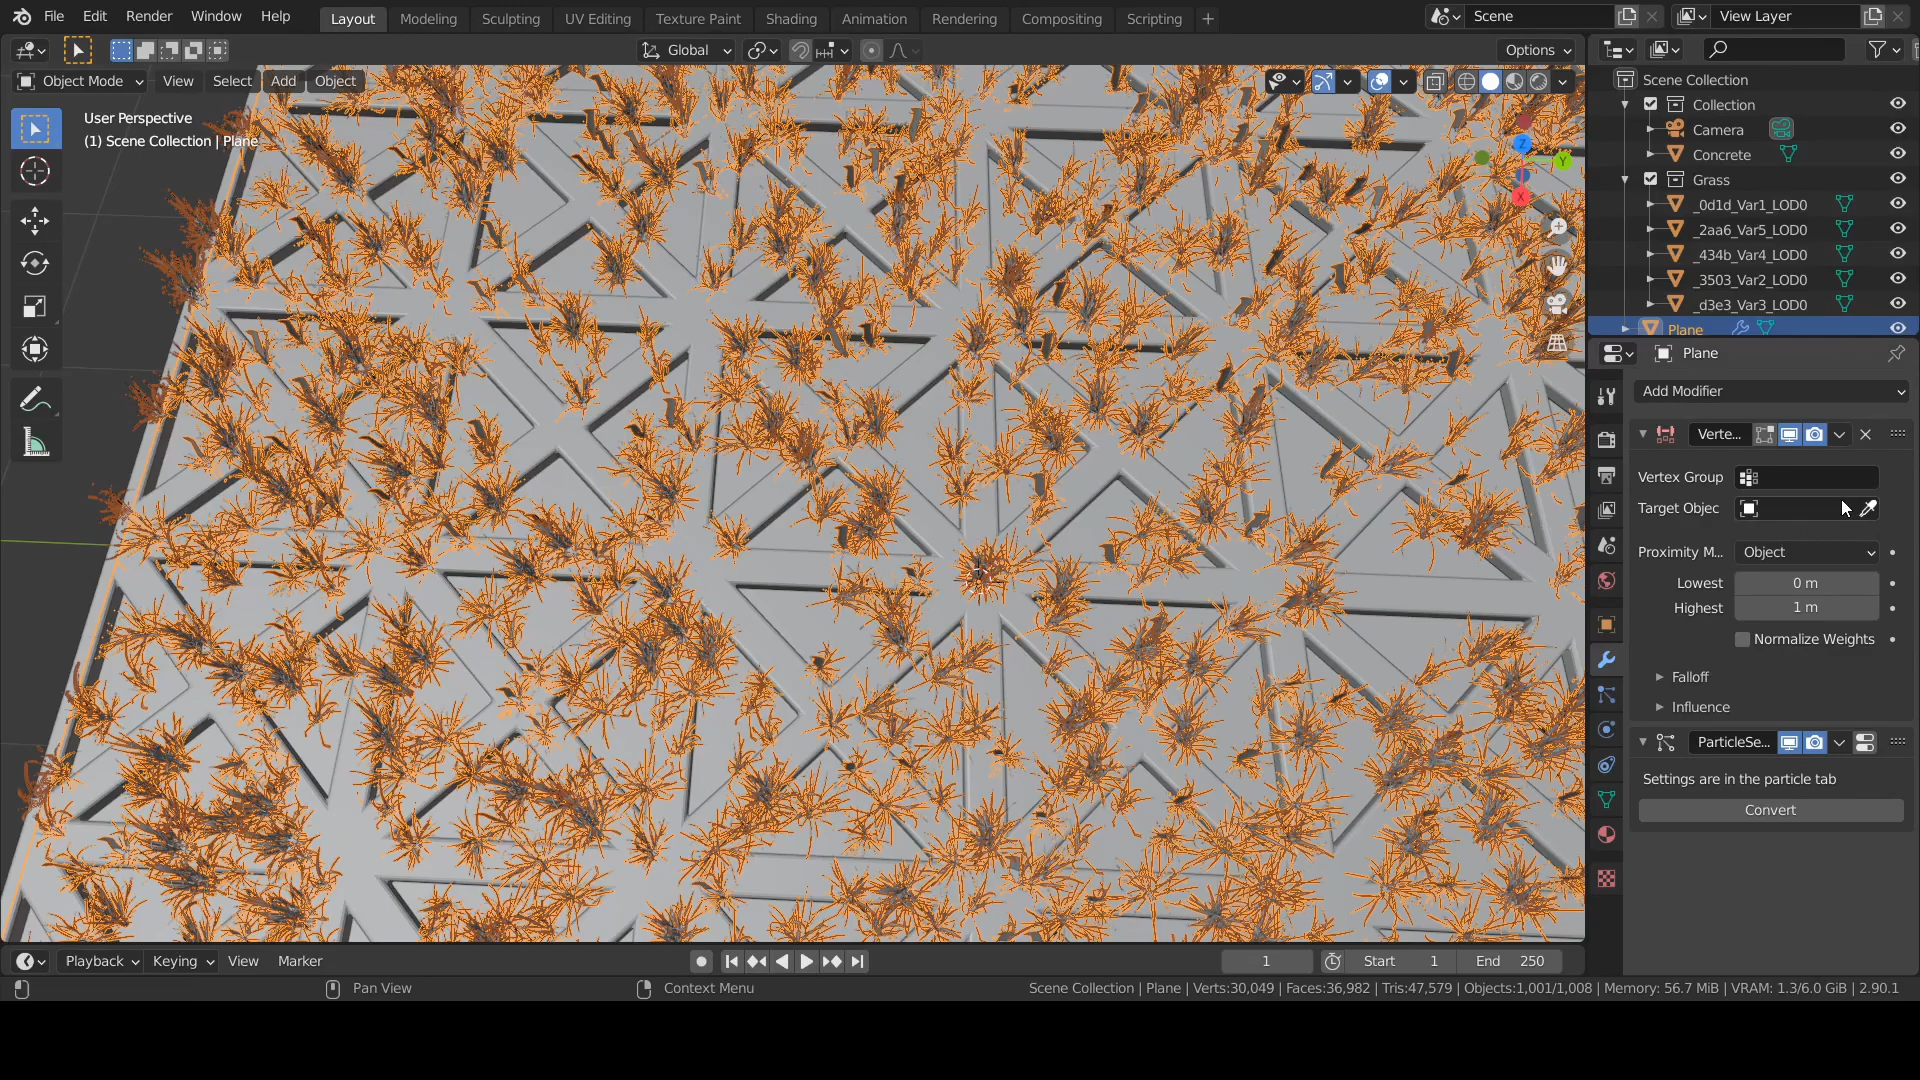 File Edit Render Window Help Layout Modeling Sculpting UV Editing Texture Paint Shading Animation Rendering Compositing Scripting + Scene View Layer
Global Options
Object Mode View Select Add Object
User Perspective
(1) Scene Collection | Plane
Z
Y
X
Scene Collection
Collection
Camera
Concrete
Grass
_0d1d_Var1_LOD0
_2aa6_Var5_LOD0
_434b_Var4_LOD0
_3503_Var2_LOD0
_d3e3_Var3_LOD0
Plane
Plane
Add Modifier
Verte...
Vertex Group
Target Objec
Proximity M... Object
Lowest 0 m
Highest 1 m
Normalize Weights
Falloff
Influence
ParticleSe...
Settings are in the particle tab
Convert
Playback Keying View Marker 1 Start 1 End 250
Pan View Context Menu Scene Collection | Plane | Verts:30,049 | Faces:36,982 | Tris:47,579 | Objects:1,001/1,008 | Memory: 56.7 MiB | VRAM: 1.3/6.0 GiB | 2.90.1